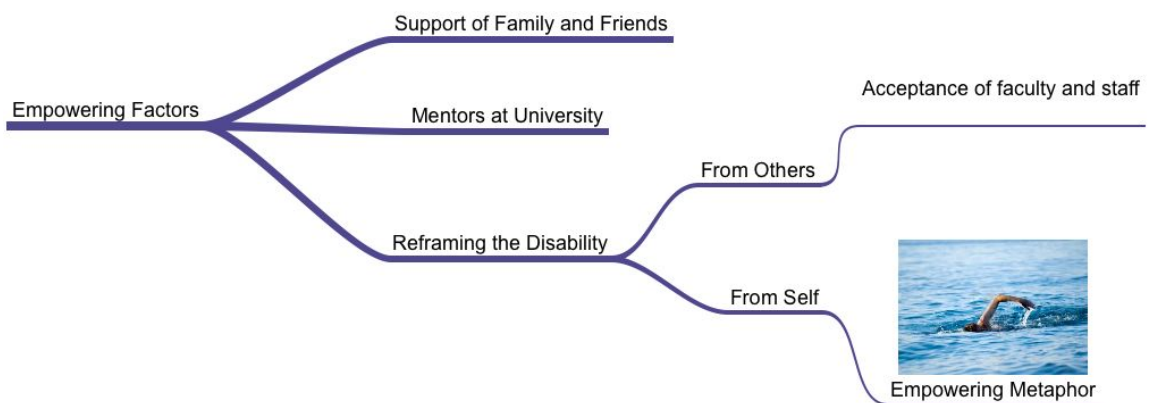 Support of Family and Friends
Empowering Factors
Mentors at University
Acceptance of faculty and staff
From Others
Reframing the Disability
From Self
Empowering Metaphor